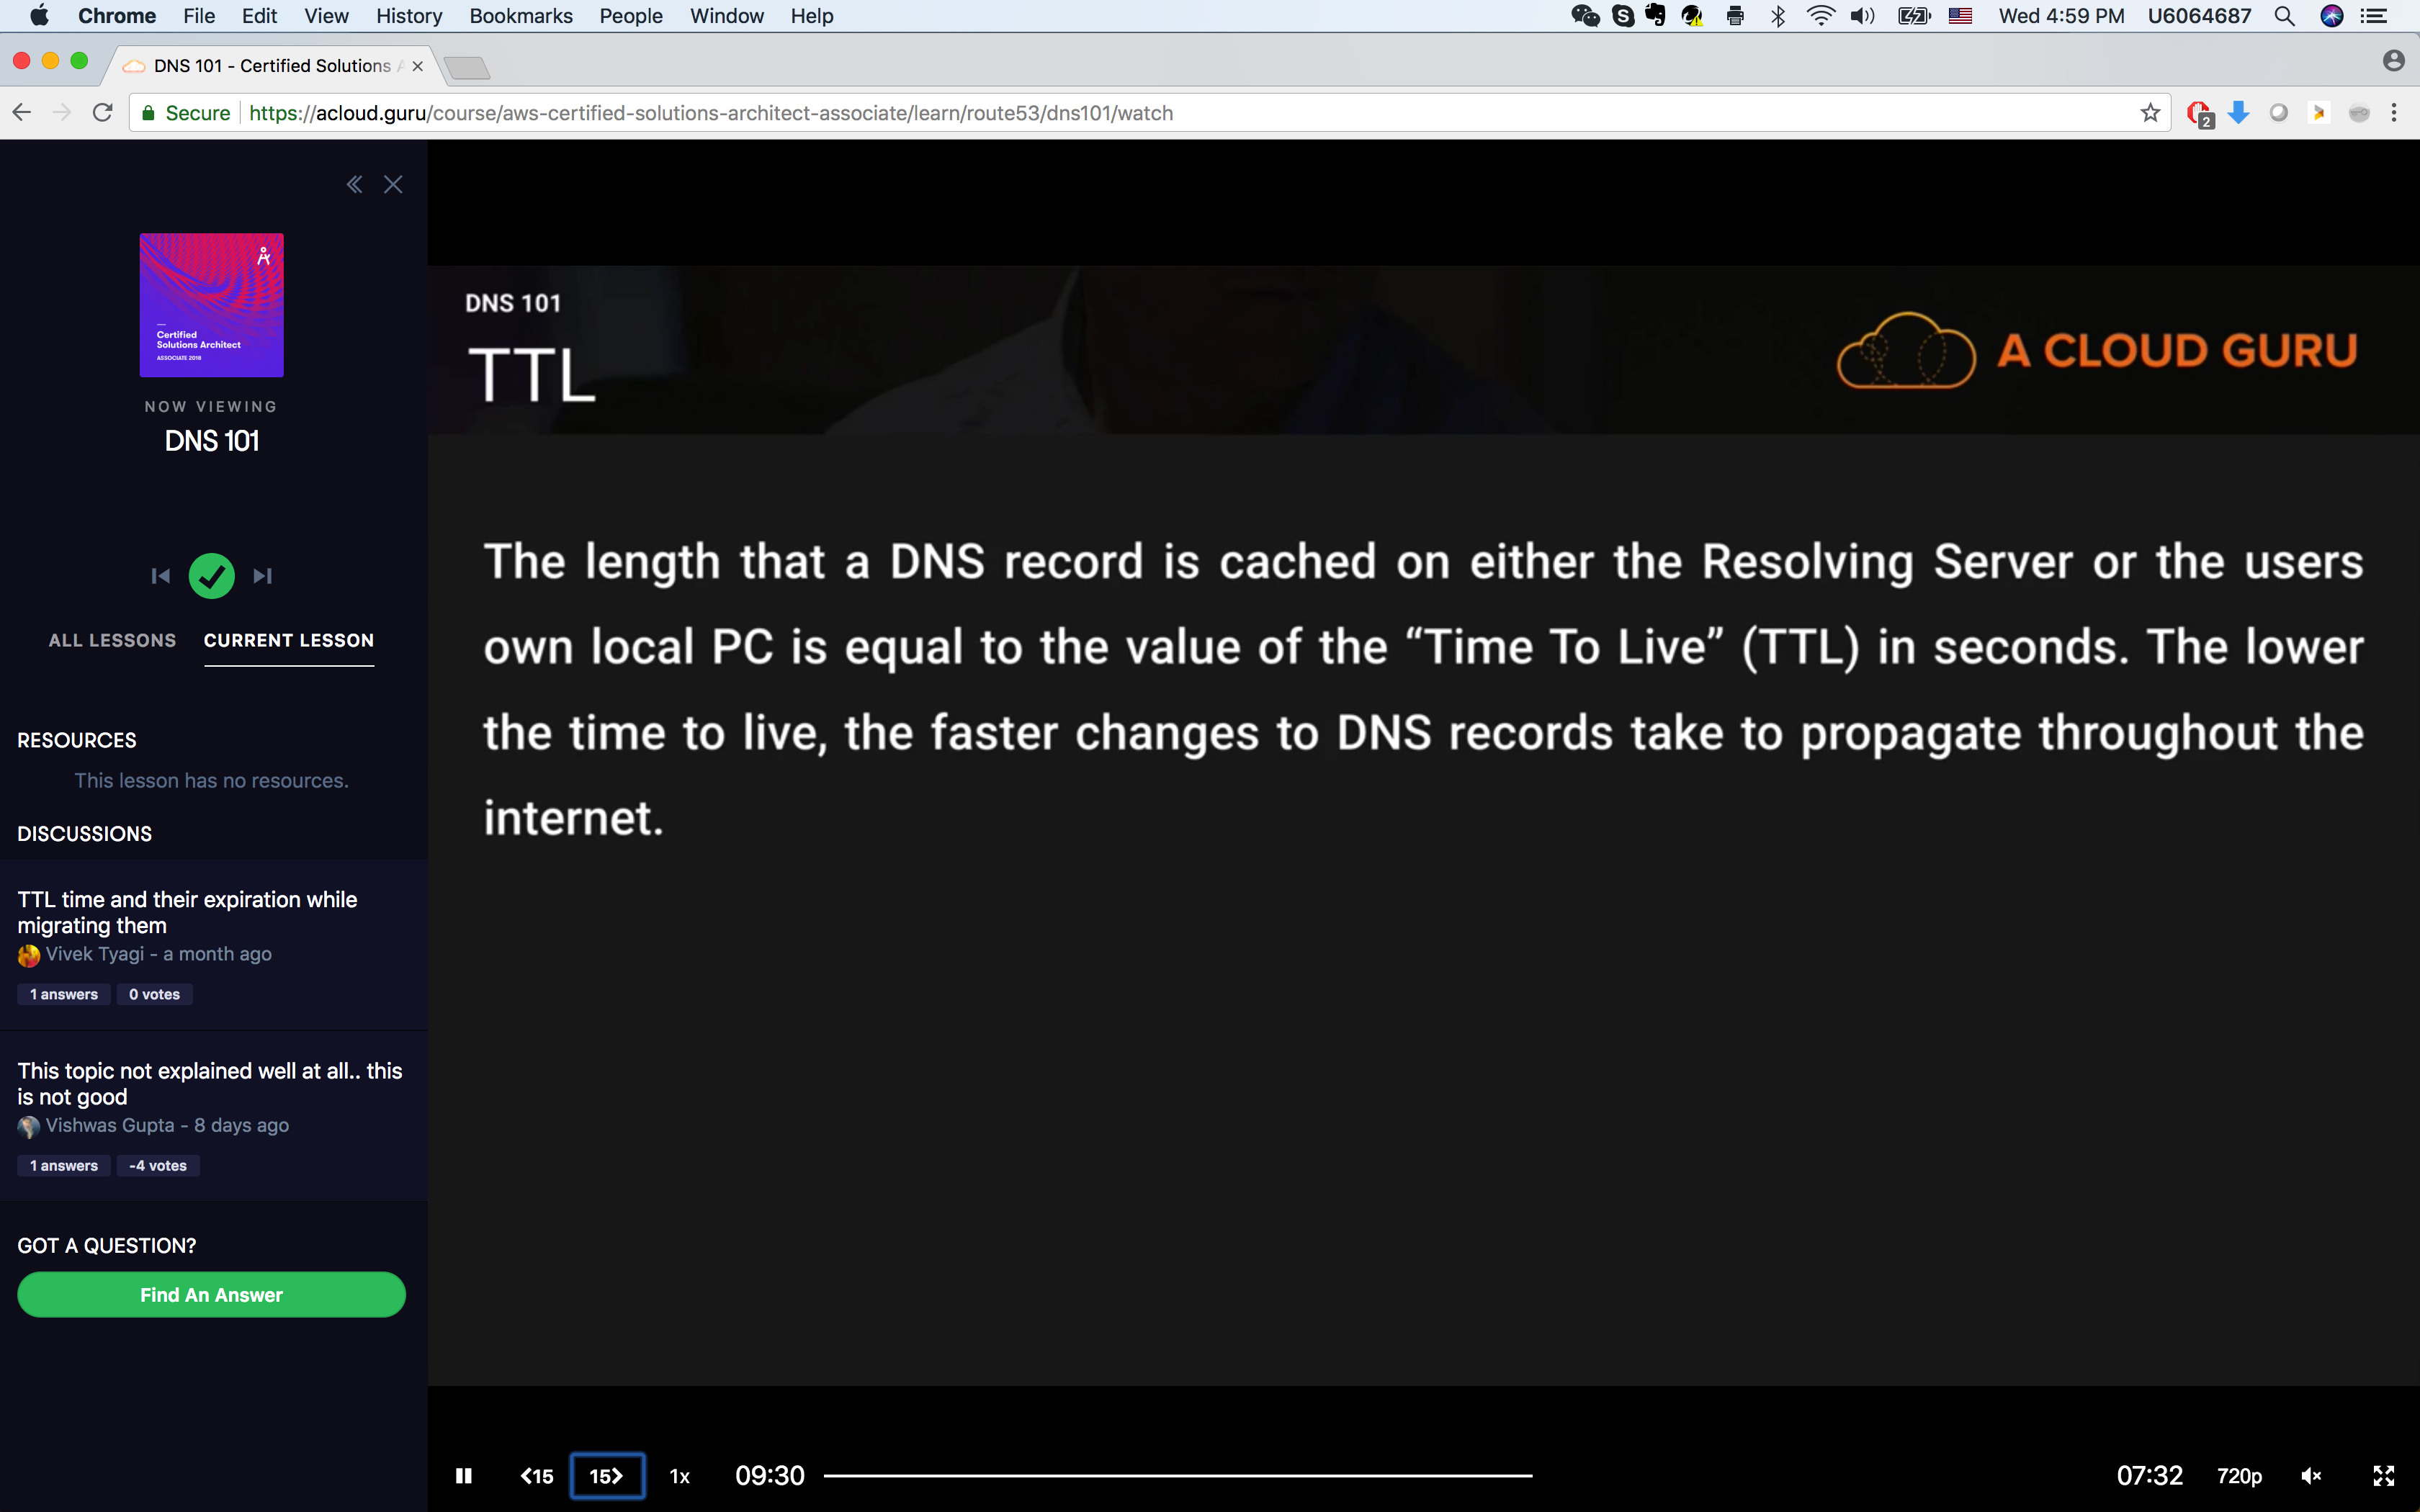 Chrome File Edit View History Bookmarks People Window Help
Wed 4:59 PM U6064687
DNS 101 - Certified Solutions
Secure https://acloud.guru/course/aws-certified-solutions-architect-associate/learn/route53/dns101/watch
2
Certified
Solutions Architect
ASSOCIATE 2018
NOW VIEWING
DNS 101
ALL LESSONS CURRENT LESSON
RESOURCES
This lesson has no resources.
DISCUSSIONS
TTL time and their expiration while
migrating them
Vivek Tyagi - a month ago
1 answers 0 votes
This topic not explained well at all.. this
is not good
Vishwas Gupta - 8 days ago
1 answers -4 votes
GOT A QUESTION?
Find An Answer
DNS 101
TTL
A CLOUD GURU
The length that a DNS record is cached on either the Resolving Server or the users
own local PC is equal to the value of the “Time To Live” (TTL) in seconds. The lower
the time to live, the faster changes to DNS records take to propagate throughout the
internet.
<15 15> 1x 09:30 07:32 720p